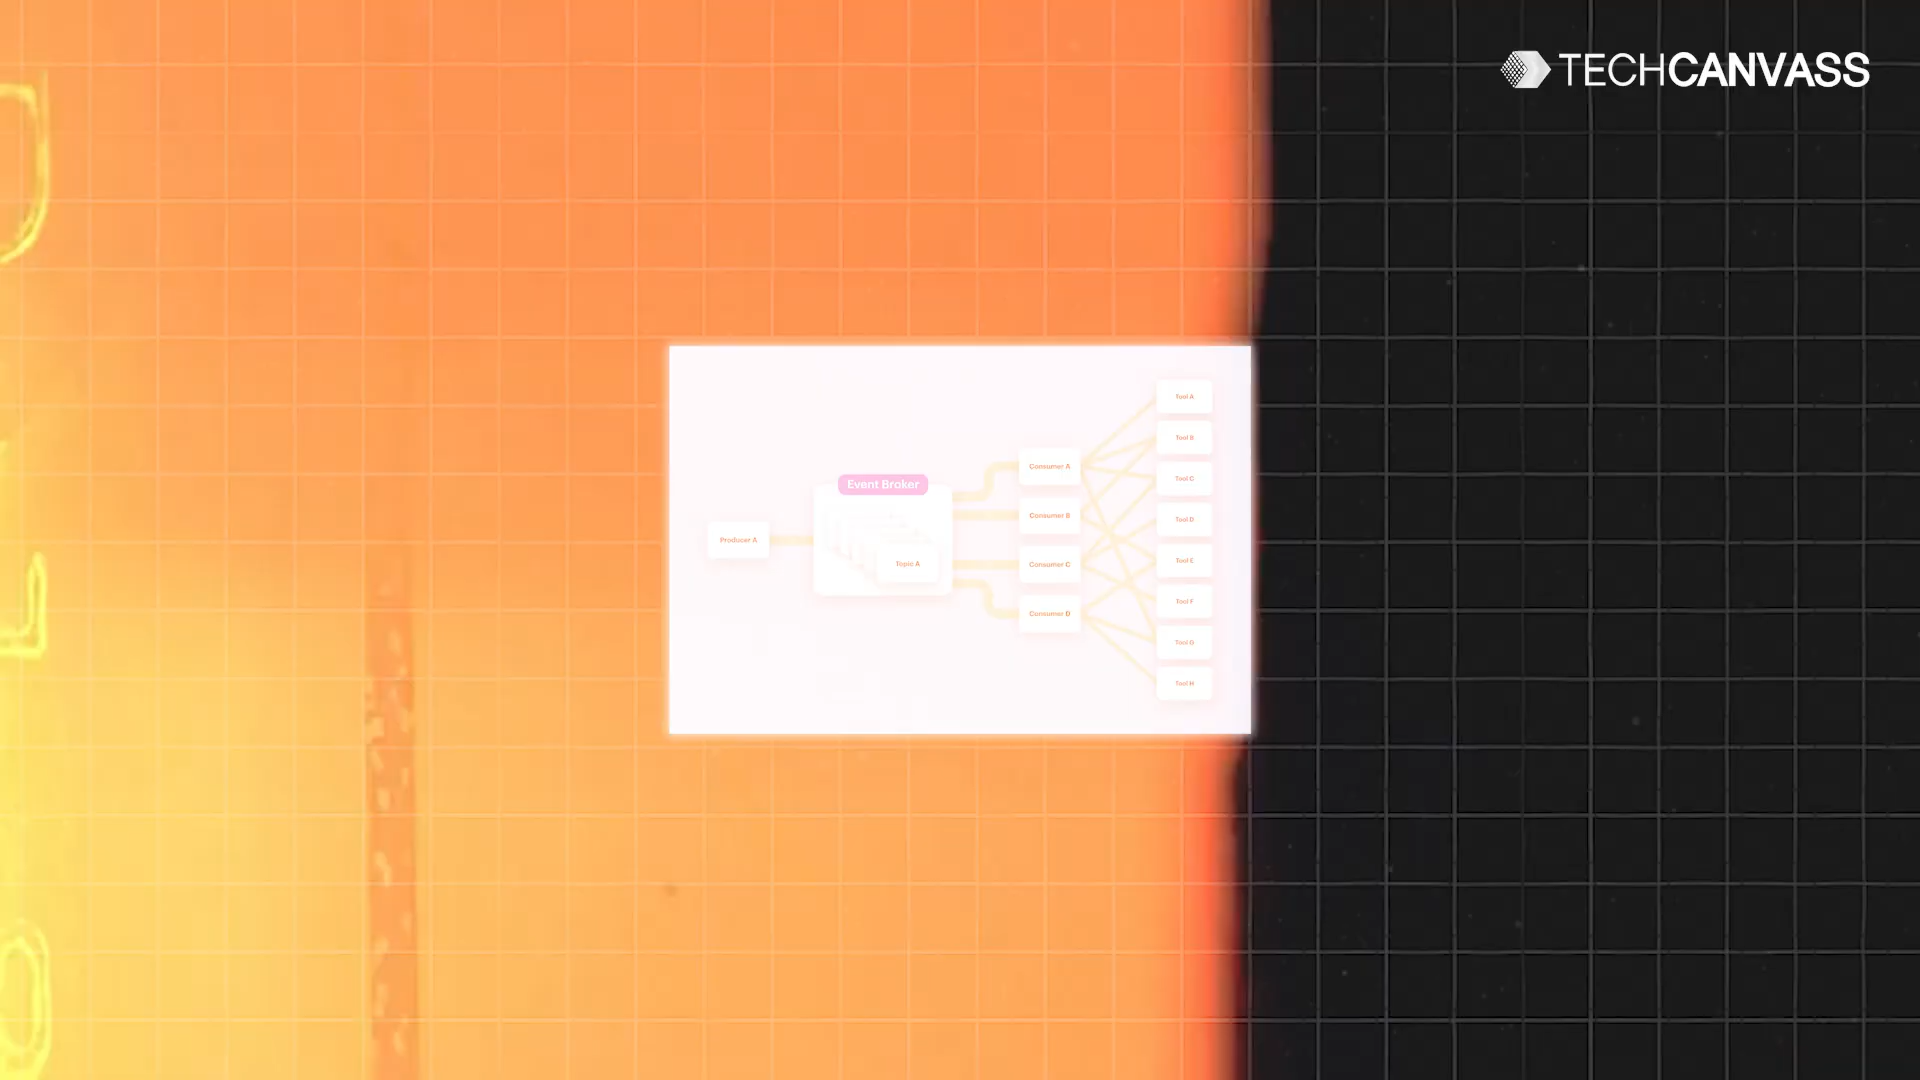 TECHCANVASS
Event Broker
Producer A
Topic A
Consumer A
Consumer B
Consumer C
Consumer D
Tool A
Tool B
Tool C
Tool D
Tool E
Tool F
Tool G
Tool H